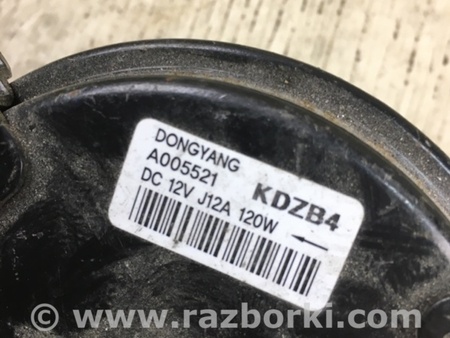 DONGYANG
A005521 KDZB4
DC 12V J12A 120W
© www.razborki.com